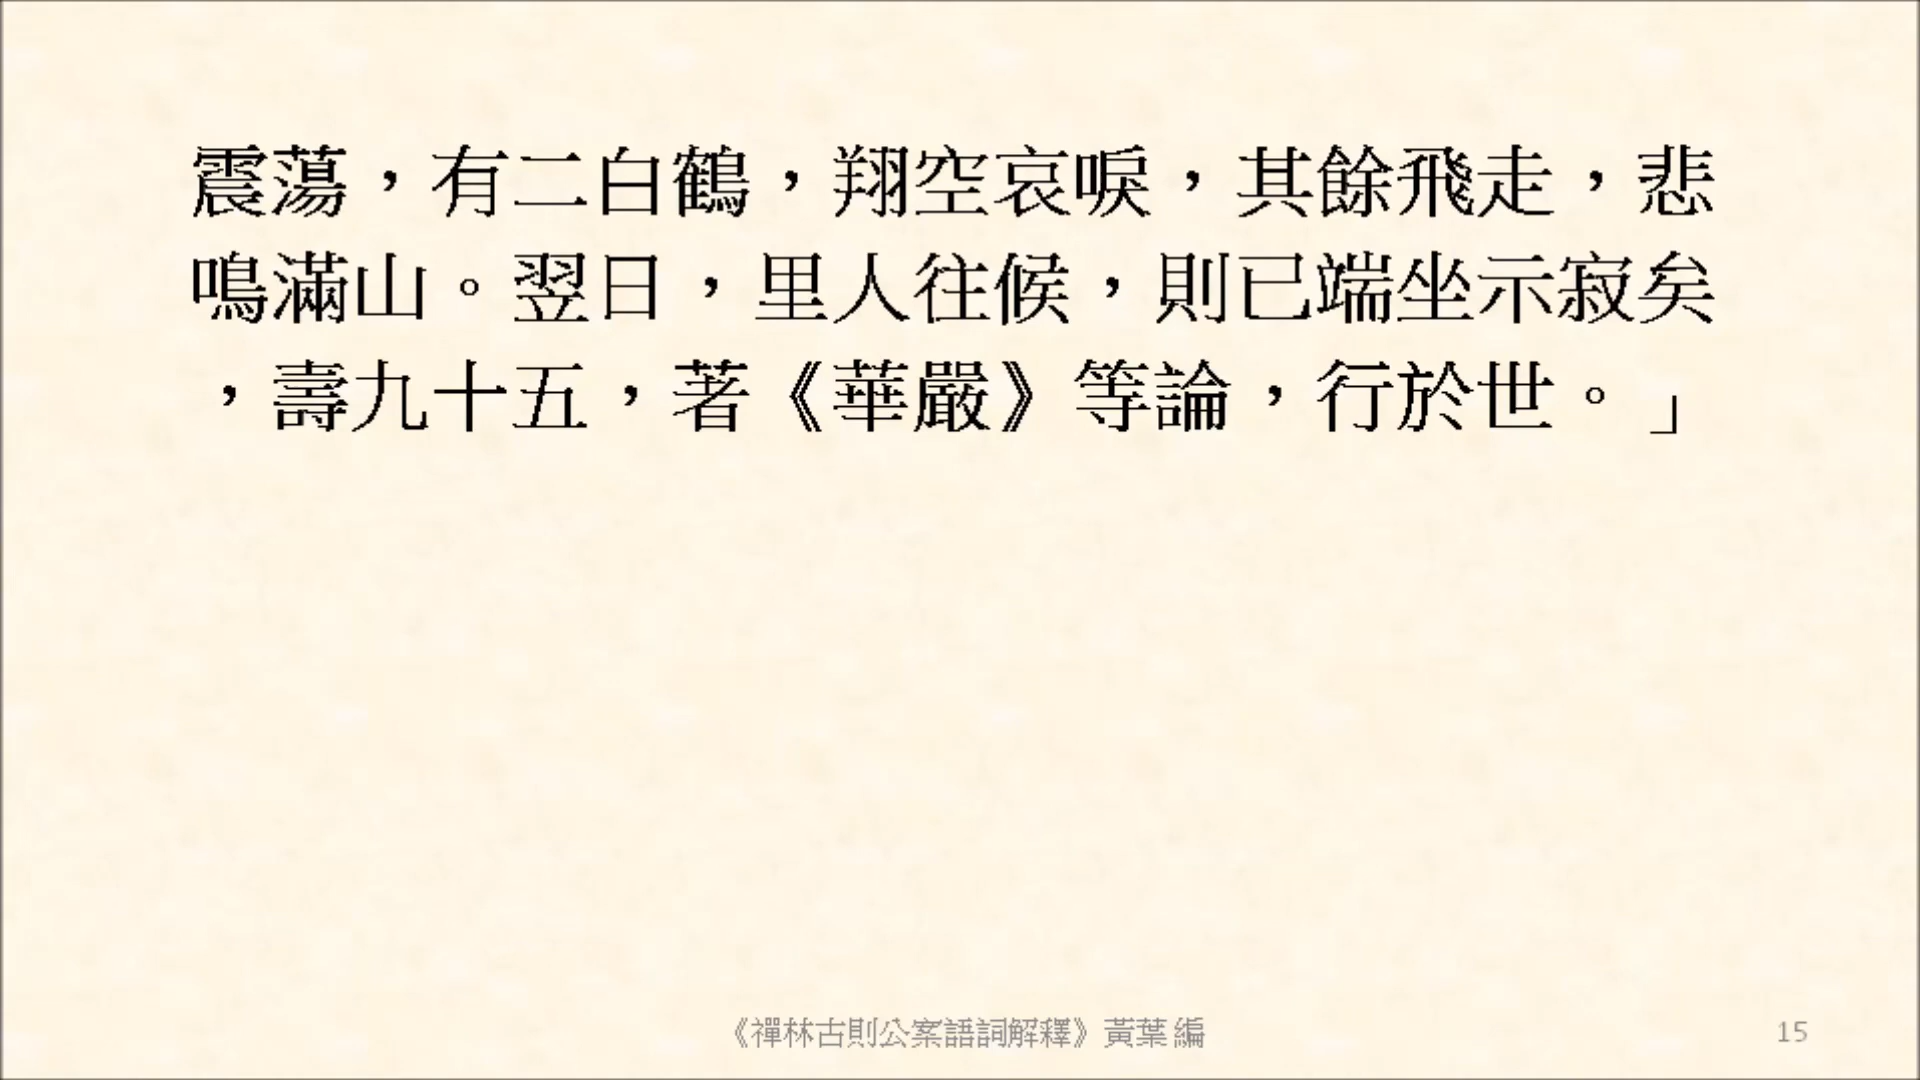 震蕩，有二白鶴，翔空哀唳，其餘飛走，悲
鳴滿山。翌日，里人往候，則已端坐示寂矣
，壽九十五，著《華嚴》等論，行於世。」
《禪林古則公案語詞解釋》黃葉 編
15